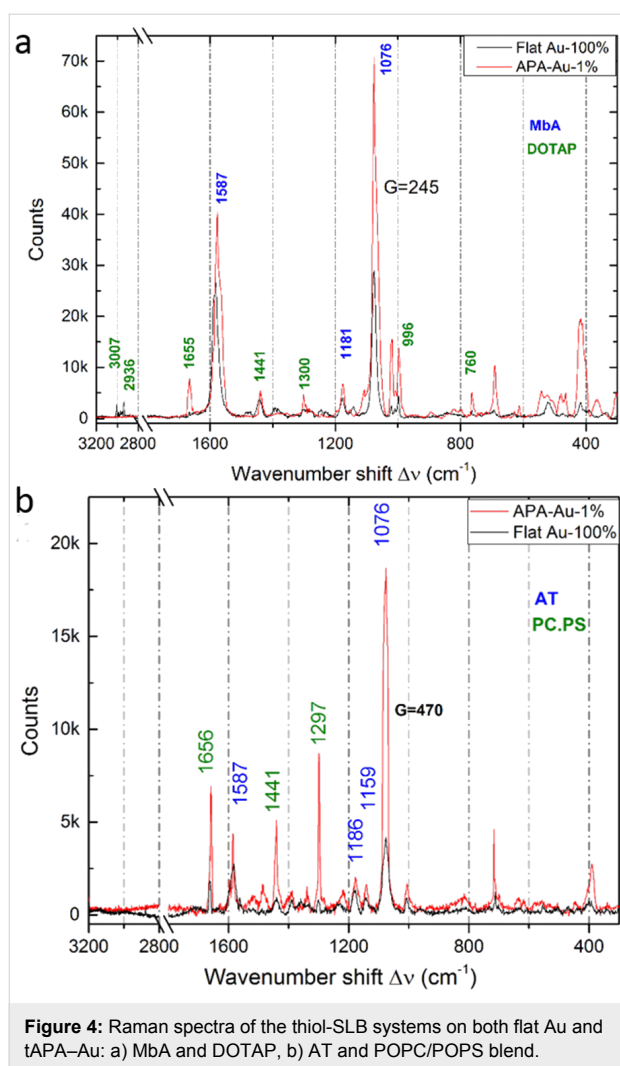 a
Flat Au-100%
APA-Au-1%
MbA
DOTAP
1076
1587
G=245
3007
2936
1655
1441
1300
1181
996
760
70k
60k
50k
40k
30k
20k
10k
0
Counts
3200 2800 1600 1200 800 400
Wavenumber shift Δν (cm⁻¹)
b
APA-Au-1%
Flat Au-100%
AT
PC.PS
1076
G=470
1656
1587
1441
1297
1186
1159
20k
15k
10k
5k
0
Counts
3200 2800 1600 1200 800 400
Wavenumber shift Δν (cm⁻¹)
Figure 4: Raman spectra of the thiol-SLB systems on both flat Au and
tAPA–Au: a) MbA and DOTAP, b) AT and POPC/POPS blend.